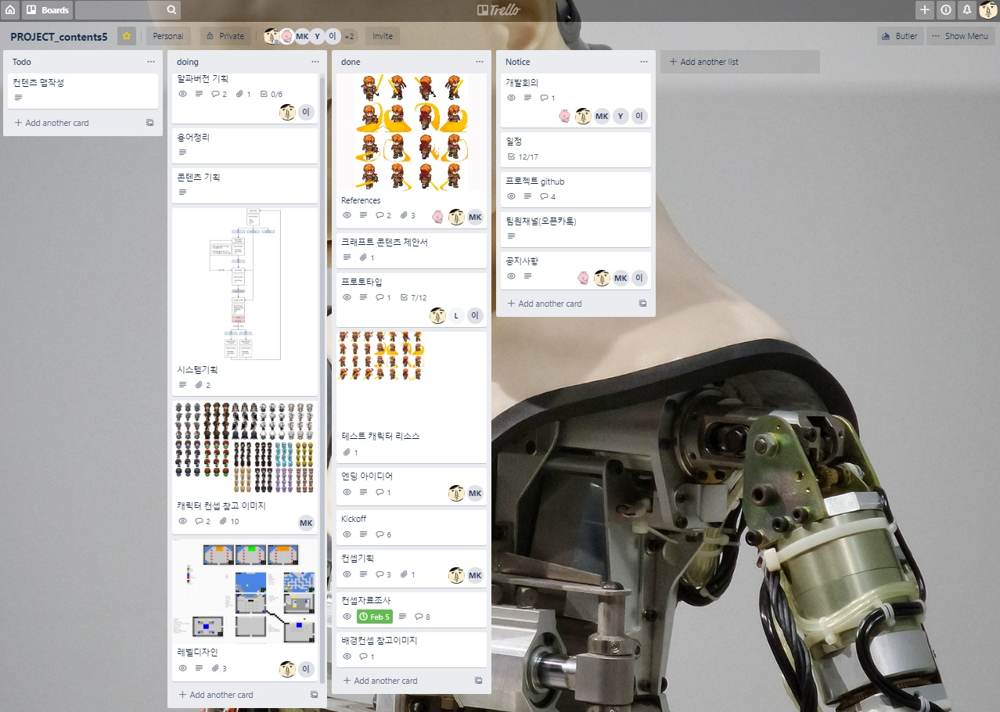 Boards
Trello
PROJECT_contents5
Personal
Private
MK
Y
이
+2
Invite
Butler
Show Menu
Todo
컨텐츠 맵작성
Add another card
doing
알파버전 기획
2
1
0/6
이
용어정리
콘텐츠 기획
시스템기획
2
캐릭터 컨셉 참고 이미지
2
10
MK
레벨디자인
3
이
Add another card
done
References
2
3
MK
크래프트 콘텐츠 제안서
1
프로토타입
1
7/12
L
이
테스트 캐릭터 리소스
1
엔딩 아이디어
1
MK
Kickoff
6
컨셉기획
3
1
MK
컨셉자료조사
Feb 5
8
배경컨셉 참고이미지
1
Add another card
Notice
개발회의
1
MK
Y
이
일정
12/17
프로젝트 github
4
팀원채널(오픈카톡)
공지사항
MK
이
Add another card
Add another list